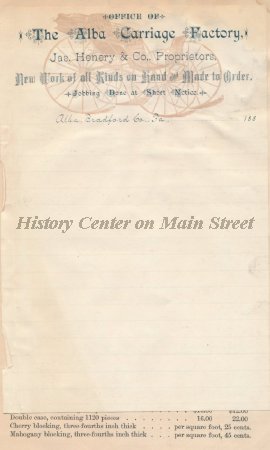 OFFICE OF
The Alba Carriage Factory,
Jas. Henery & Co., Proprietors.
New Work of all Kinds on Hand and Made to Order.
Jobbing Done at Short Notice.
Alba, Bradford Co., Pa. 188
History Center on Main Street
Double case, containing 1120 pieces . . . . 16.00 22.00
Cherry blocking, three-fourths inch thick . . . . per square foot, 25 cents.
Mahogany blocking, three-fourths inch thick . . . . per square foot, 45 cents.